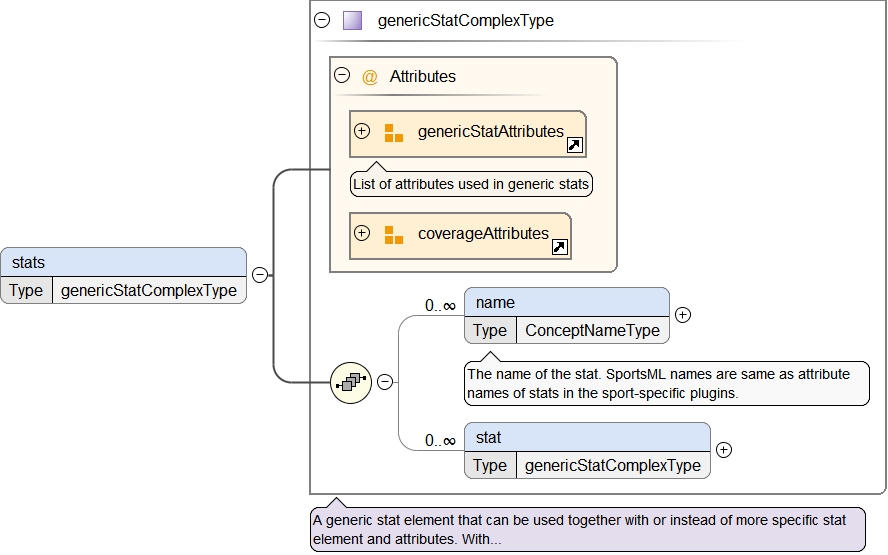 genericStatComplexType
@ Attributes
genericStatAttributes
List of attributes used in generic stats
coverageAttributes
stats
Type genericStatComplexType
0..∞
name
Type ConceptNameType
The name of the stat. SportsML names are same as attribute
names of stats in the sport-specific plugins.
0..∞
stat
Type genericStatComplexType
A generic stat element that can be used together with or instead of more specific stat
element and attributes. With...